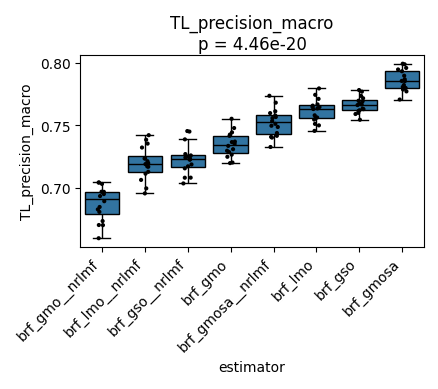 TL_precision_macro
p = 4.46e-20
TL_precision_macro
0.80
0.75
0.70
brf_gmo__nrlmf
brf_lmo__nrlmf
brf_gso__nrlmf
brf_gmo
brf_gmosa__nrlmf
brf_lmo
brf_gso
brf_gmosa
estimator